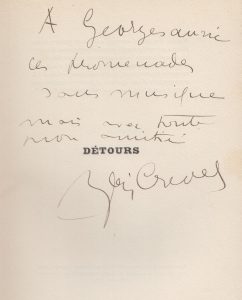 A Georges Auric
ces promenades
sans musique
mais avec toute
mon amitié
DÉTOURS
René Crevel